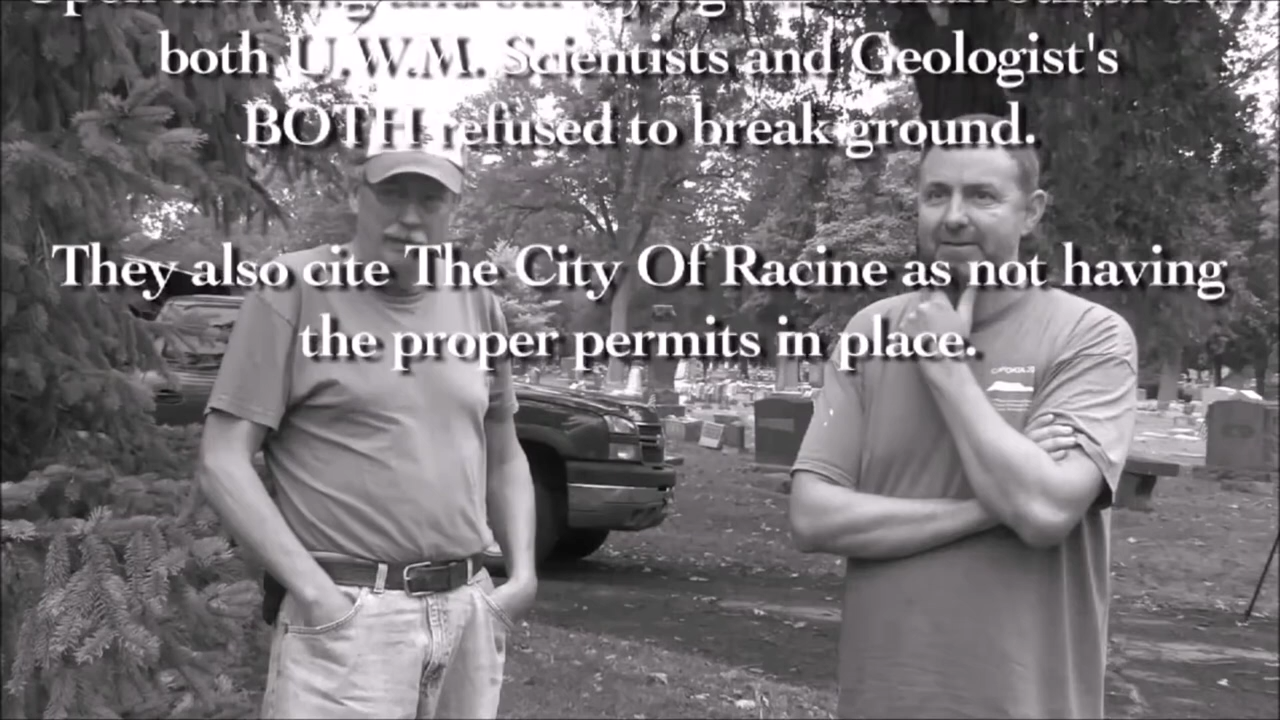 both U.W.M. Scientists and Geologist's
BOTH refused to break ground.
They also cite The City Of Racine as not having
the proper permits in place.